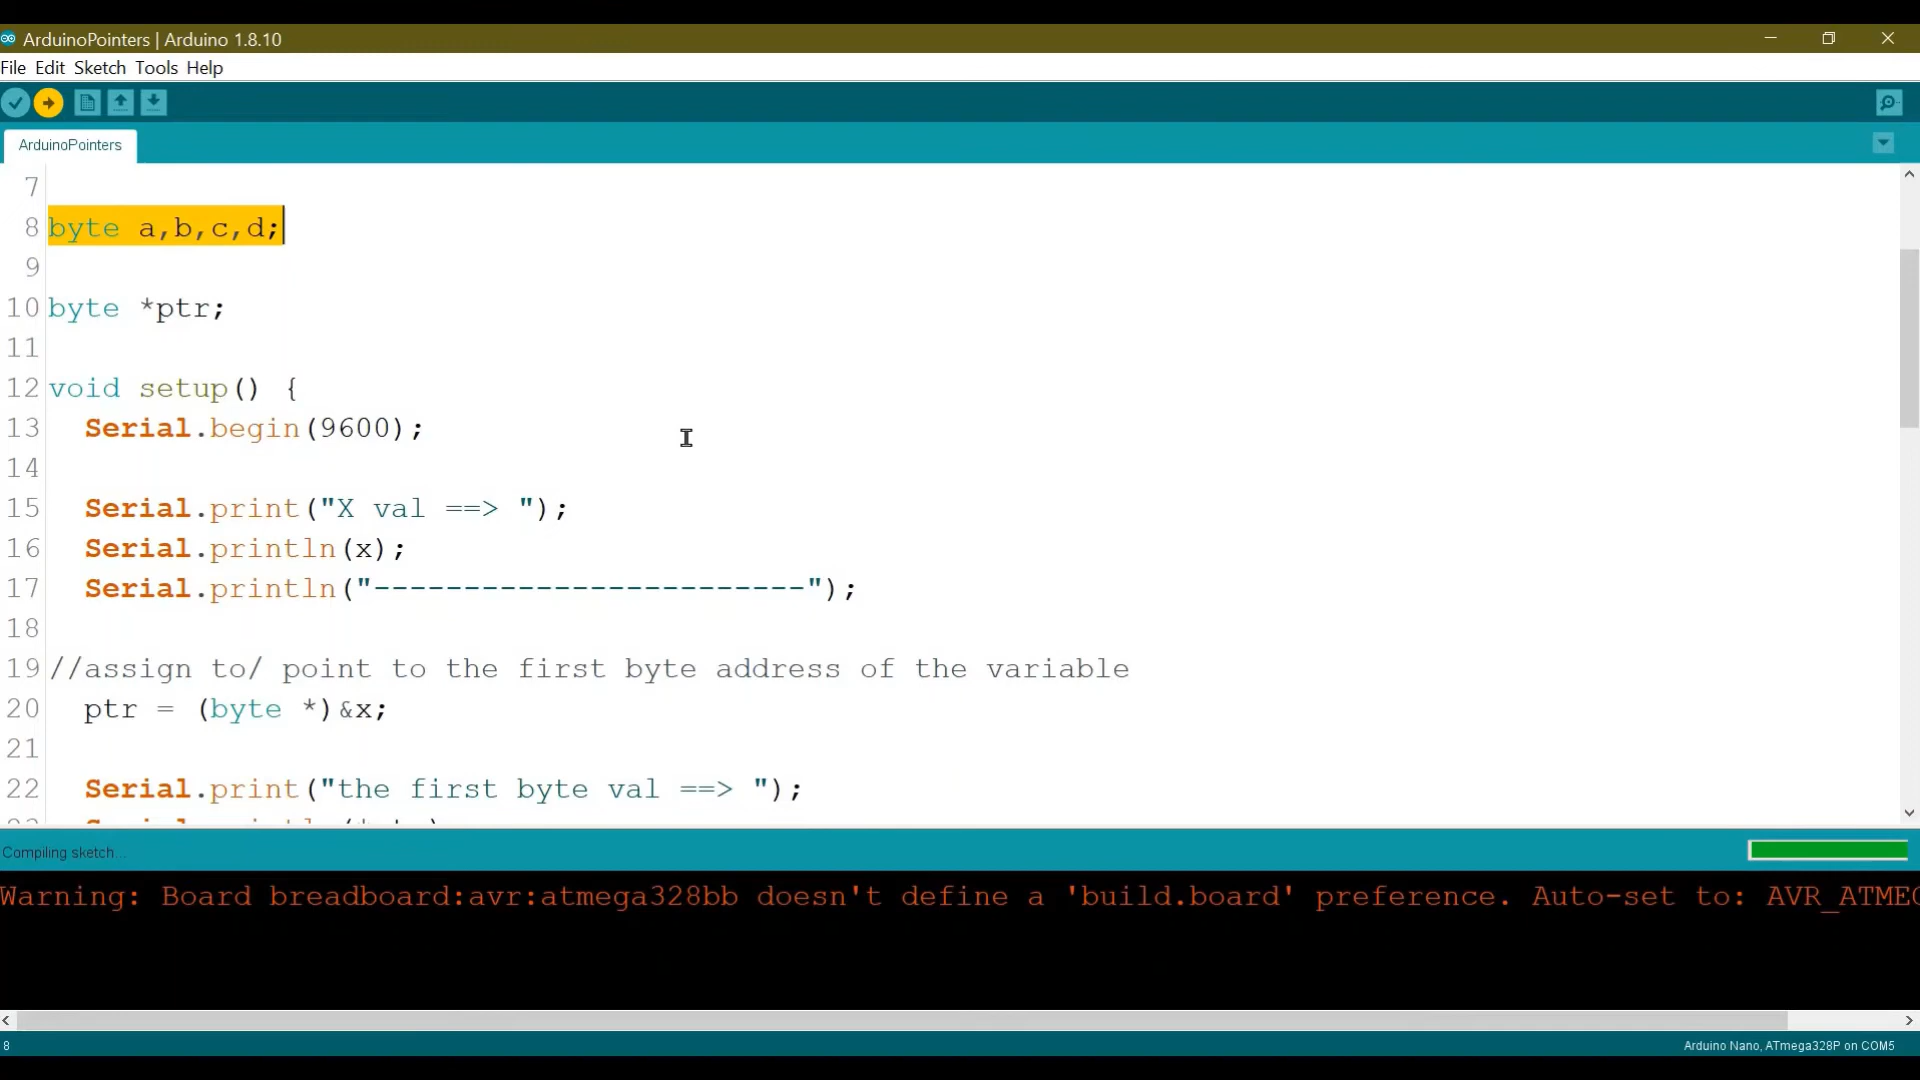 ArduinoPointers | Arduino 1.8.10
File Edit Sketch Tools Help
ArduinoPointers
7
8 byte a,b,c,d;
9
10 byte *ptr;
11
12 void setup() {
13 Serial.begin(9600);
14
15 Serial.print("X val ==> ");
16 Serial.println(x);
17 Serial.println("------------------------");
18
19 //assign to/ point to the first byte address of the variable
20 ptr = (byte *)&x;
21
22 Serial.print("the first byte val ==> ");
Compiling sketch...
Warning: Board breadboard:avr:atmega328bb doesn't define a 'build.board' preference. Auto-set to:
8
Arduino Nano, ATmega328P on COM5